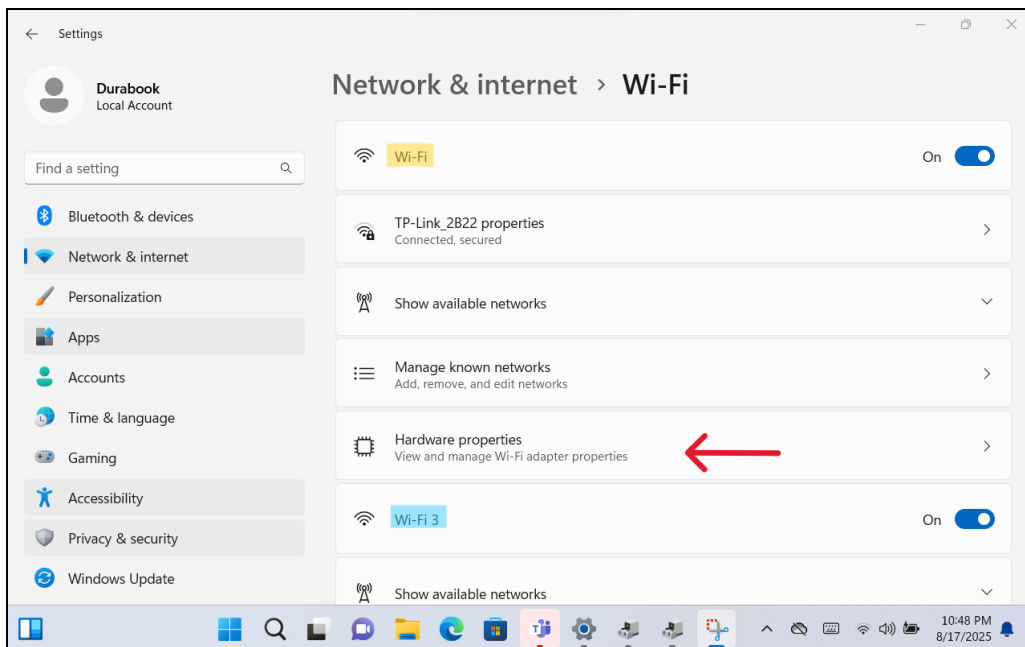 Settings
Durabook
Local Account
Find a setting
Bluetooth & devices
Network & internet
Personalization
Apps
Accounts
Time & language
Gaming
Accessibility
Privacy & security
Windows Update
Network & internet > Wi-Fi
Wi-Fi
On
TP-Link_2B22 properties
Connected, secured
Show available networks
Manage known networks
Add, remove, and edit networks
Hardware properties
View and manage Wi-Fi adapter properties
Wi-Fi 3
On
Show available networks
10:48 PM
8/17/2025